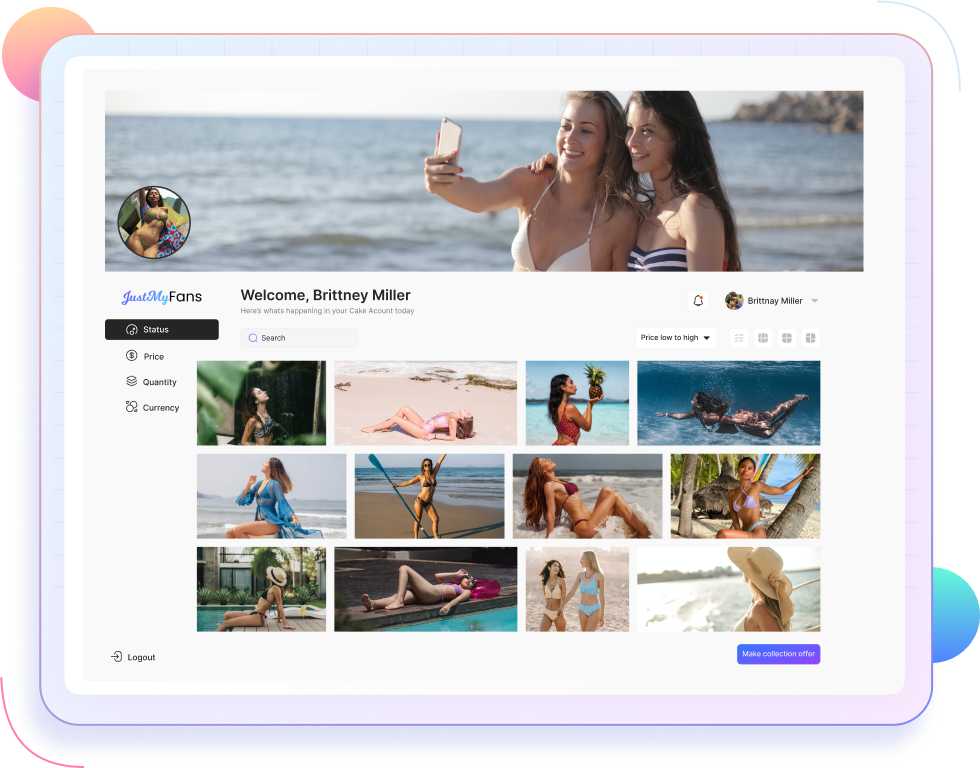 JustMyFans
Welcome, Brittney Miller
Here's whats happening in your Cake Acount today
Brittnay Miller
Status
Search
Price low to high
Price
Quantity
Currency
Logout
Make collection offer